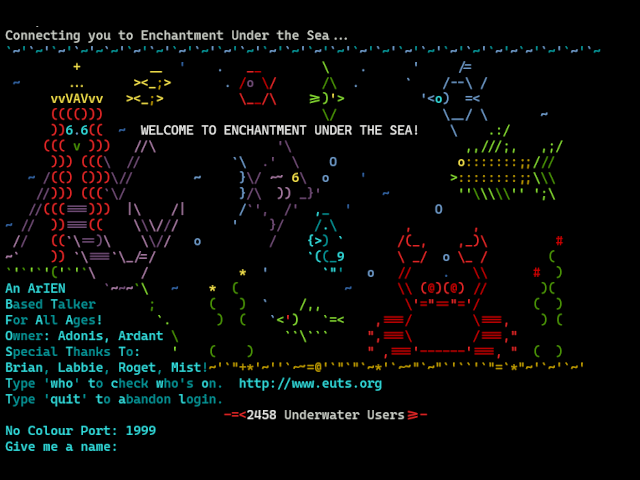 Connecting you to Enchantment Under the Sea...
WELCOME TO ENCHANTMENT UNDER THE SEA!
An ArIEN
Based Talker
For All Ages!
Owner: Adonis, Ardant
Special Thanks To:
Brian, Labbie, Roget, Mist!
Type 'who' to check who's on. http://www.euts.org
Type 'quit' to abandon login.
-=<2458 Underwater Users>=-
No Colour Port: 1999
Give me a name: